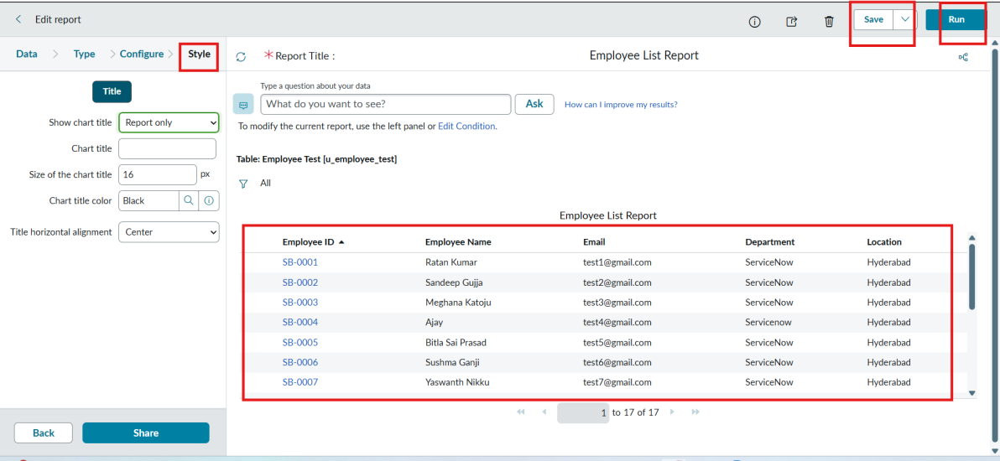 Edit report
Save
Run
Data
Type
Configure
Style
Report Title :
Employee List Report
Title
Type a question about your data
What do you want to see?
Ask
How can I improve my results?
Show chart title Report only
To modify the current report, use the left panel or Edit Condition.
Chart title
Table: Employee Test [u_employee_test]
Size of the chart title 16 px
All
Chart title color Black
Title horizontal alignment Center
Employee List Report
Employee ID Employee Name Email Department Location
SB-0001 Ratan Kumar test1@gmail.com ServiceNow Hyderabad
SB-0002 Sandeep Gujja test2@gmail.com ServiceNow Hyderabad
SB-0003 Meghana Katoju test3@gmail.com ServiceNow Hyderabad
SB-0004 Ajay test4@gmail.com Servicenow Hyderabad
SB-0005 Bitla Sai Prasad test5@gmail.com ServiceNow Hyderabad
SB-0006 Sushma Ganji test6@gmail.com ServiceNow Hyderabad
SB-0007 Yaswanth Nikku test7@gmail.com ServiceNow Hyderabad
1 to 17 of 17
Back
Share